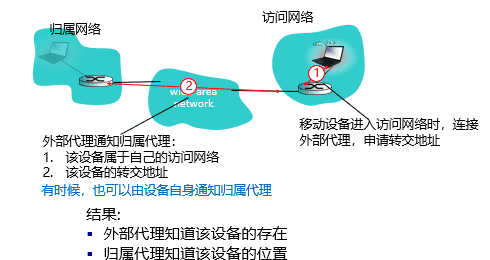 归属网络
访问网络
1
2
wide area
network
移动设备进入访问网络时，连接
外部代理，申请转交地址
外部代理通知归属代理：
1. 该设备属于自己的访问网络
2. 该设备的转交地址
有时候，也可以由设备自身通知归属代理
结果:
▪ 外部代理知道该设备的存在
▪ 归属代理知道该设备的位置